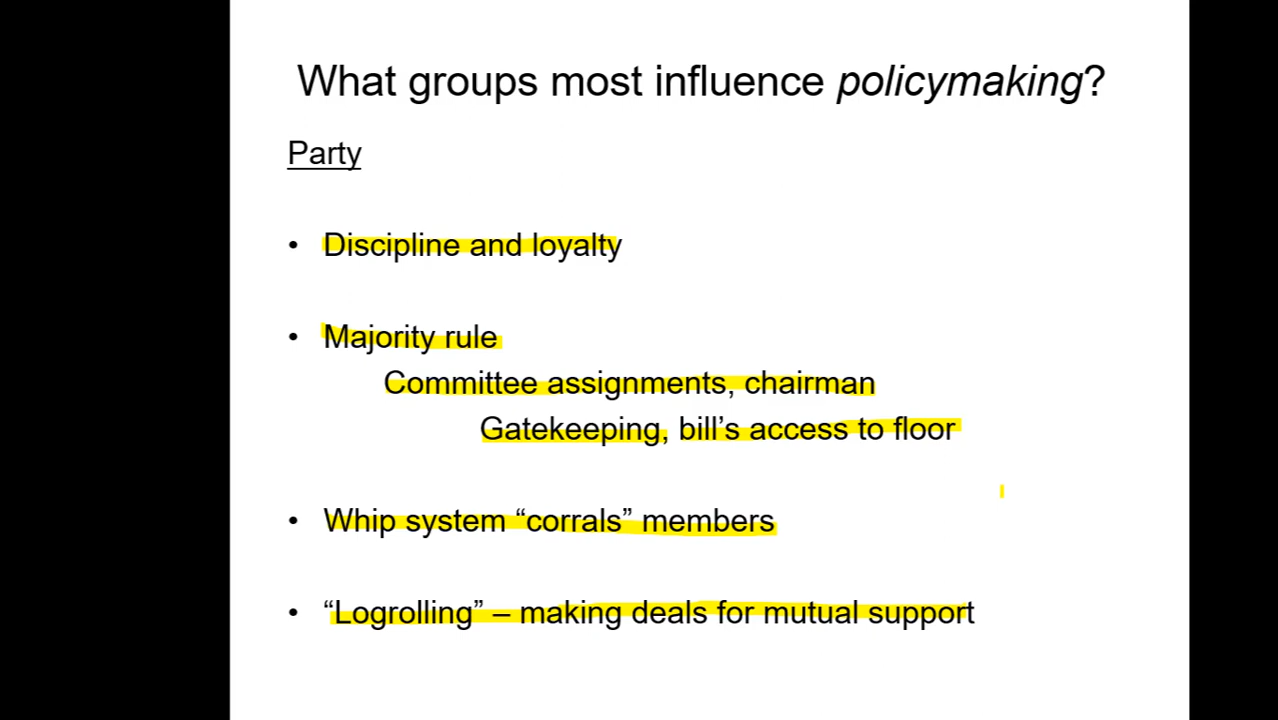 What groups most influence policymaking?
Party
• Discipline and loyalty
• Majority rule
Committee assignments, chairman
Gatekeeping, bill’s access to floor
• Whip system “corrals” members
• “Logrolling” – making deals for mutual support